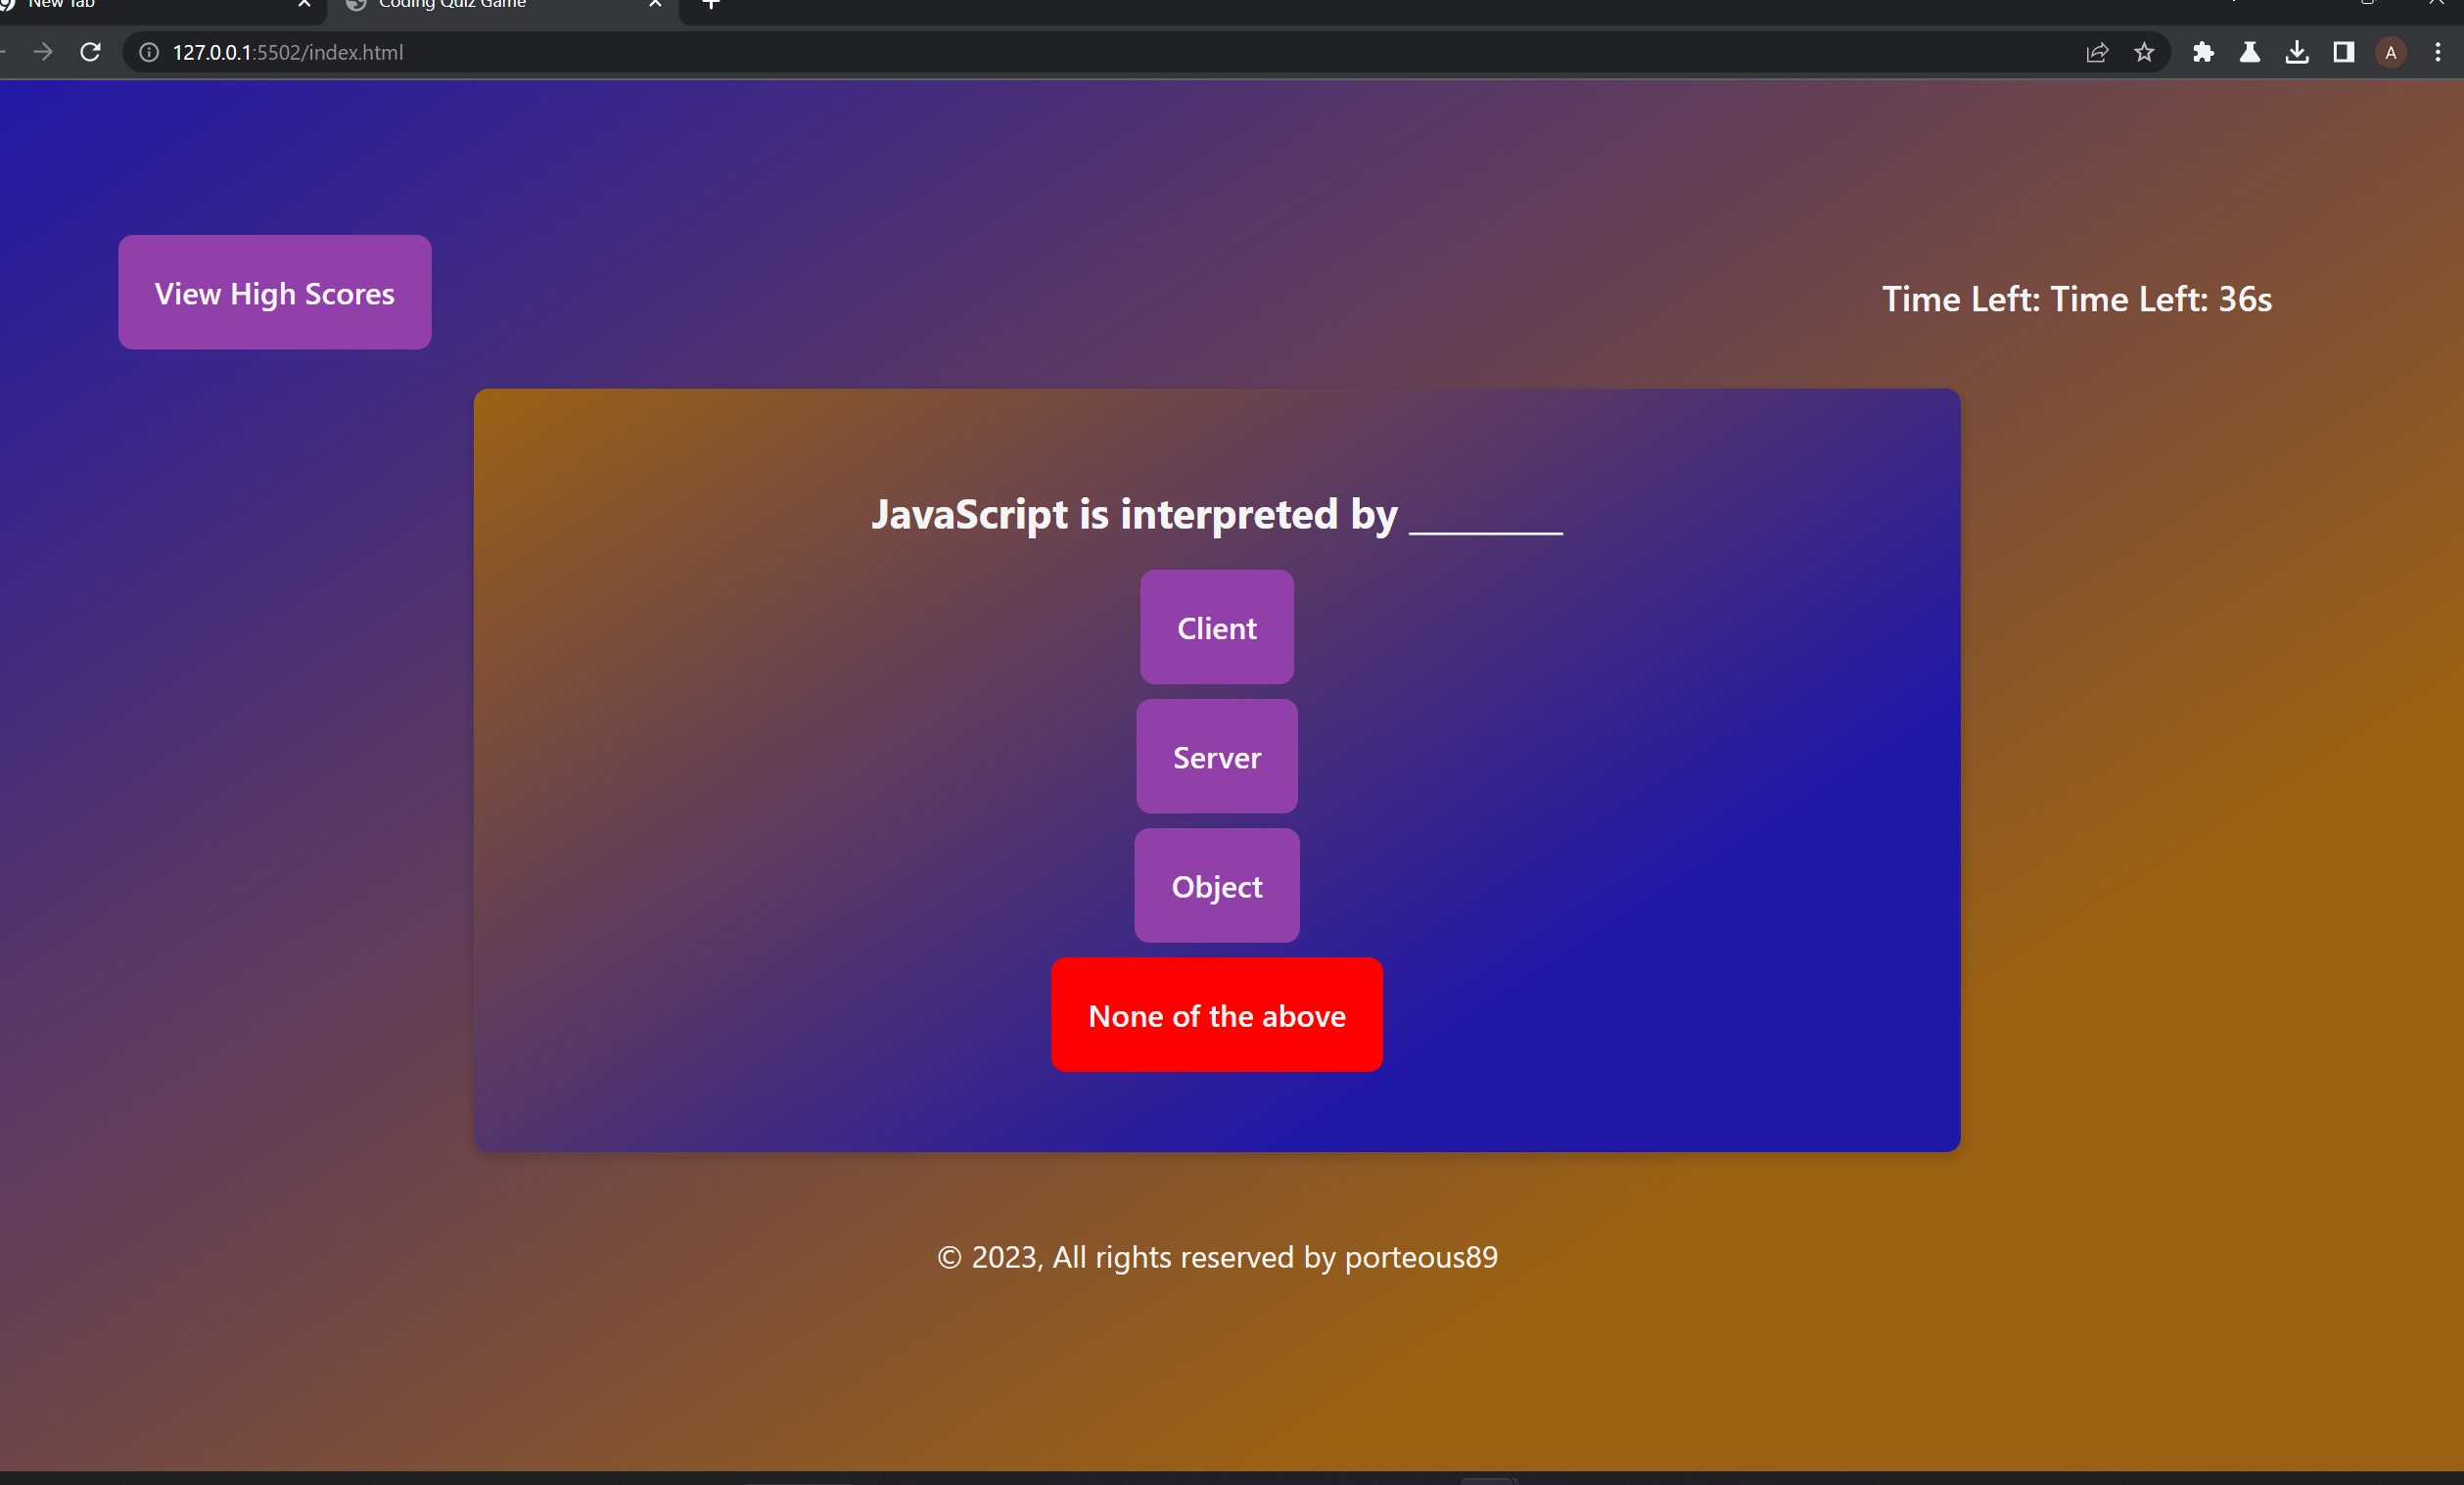 New Tab
Coding Quiz Game
127.0.0.1:5502/index.html
A
View High Scores
Time Left: Time Left: 36s
JavaScript is interpreted by _________
Client
Server
Object
None of the above
© 2023, All rights reserved by porteous89